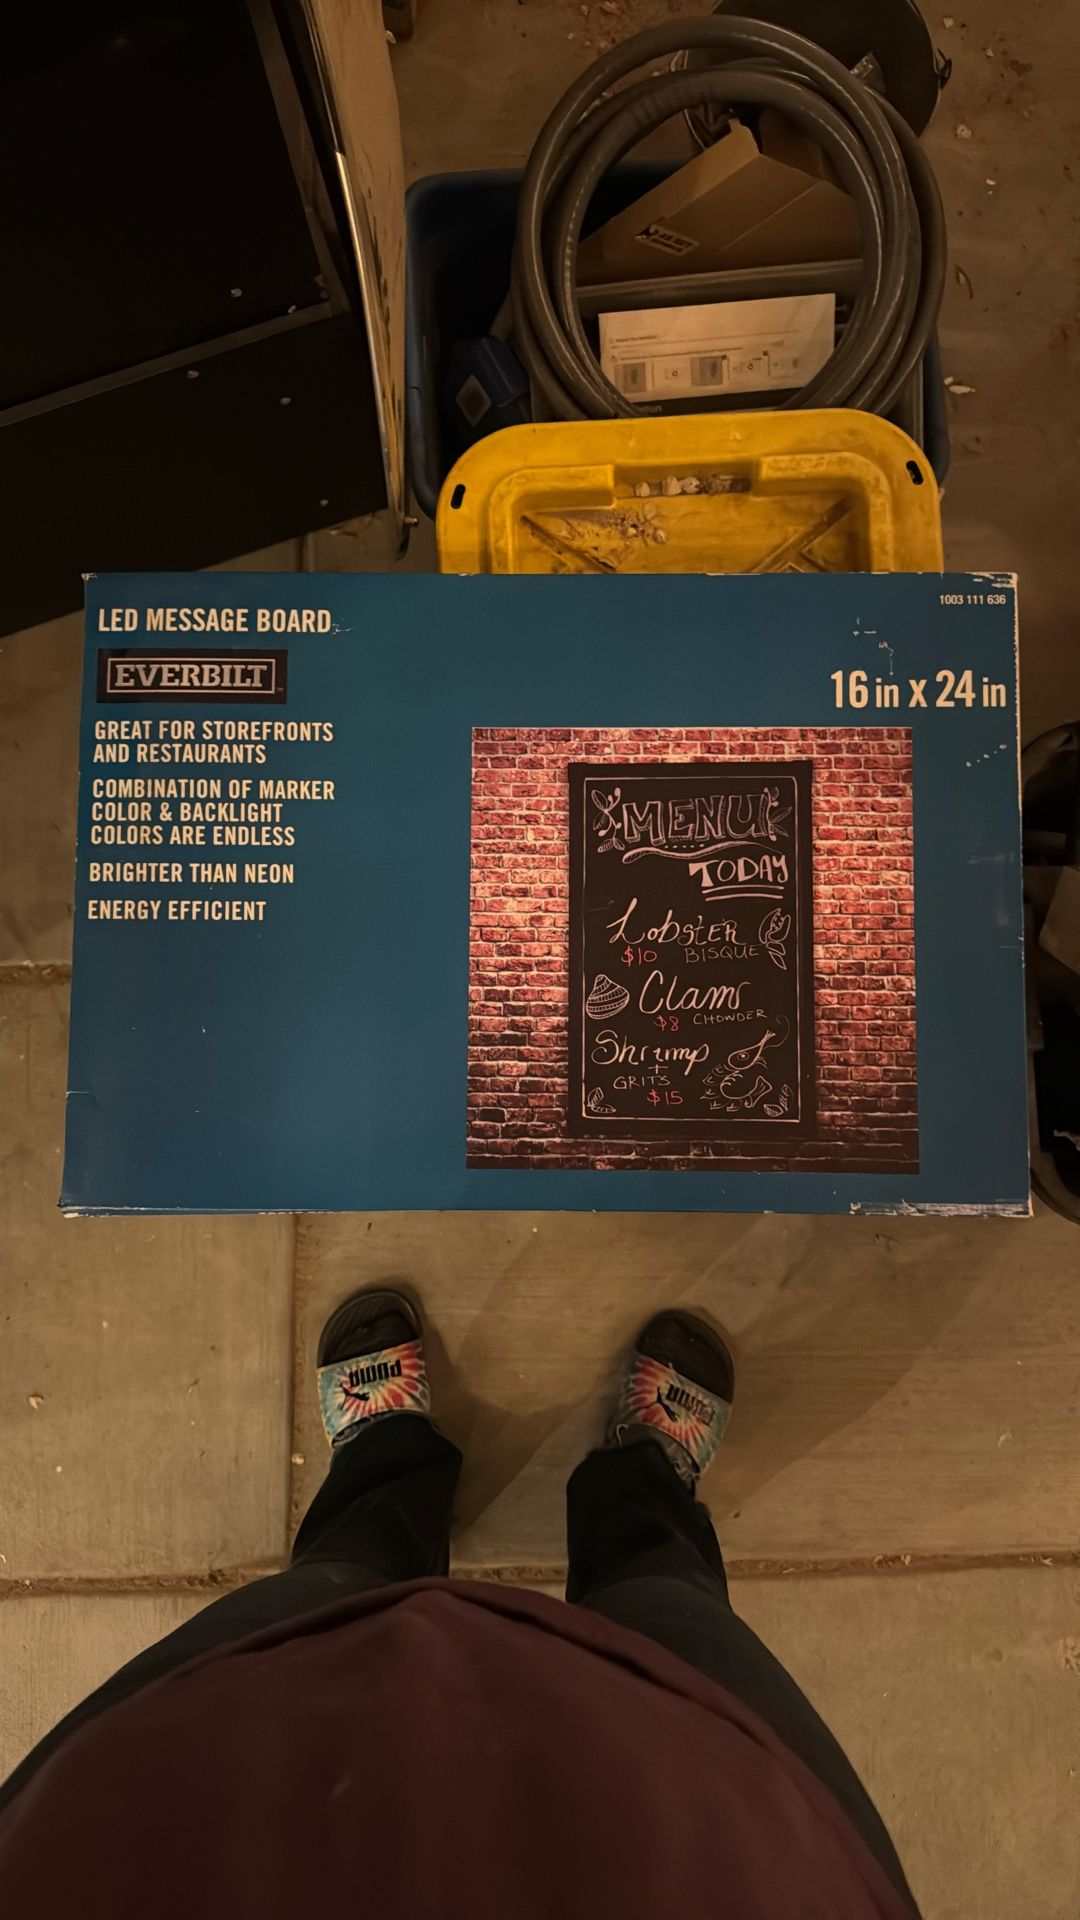 LED MESSAGE BOARD
EVERBILT
GREAT FOR STOREFRONTS
AND RESTAURANTS
COMBINATION OF MARKER
COLOR & BACKLIGHT
COLORS ARE ENDLESS
BRIGHTER THAN NEON
ENERGY EFFICIENT
1003 111 636
16 in x 24 in
MENU
TODAY
LobsTER
$10 BISQUE
Clams
$8 CHOWDER
Shrimp
+
GRITS
$15
PUMA
PUMA